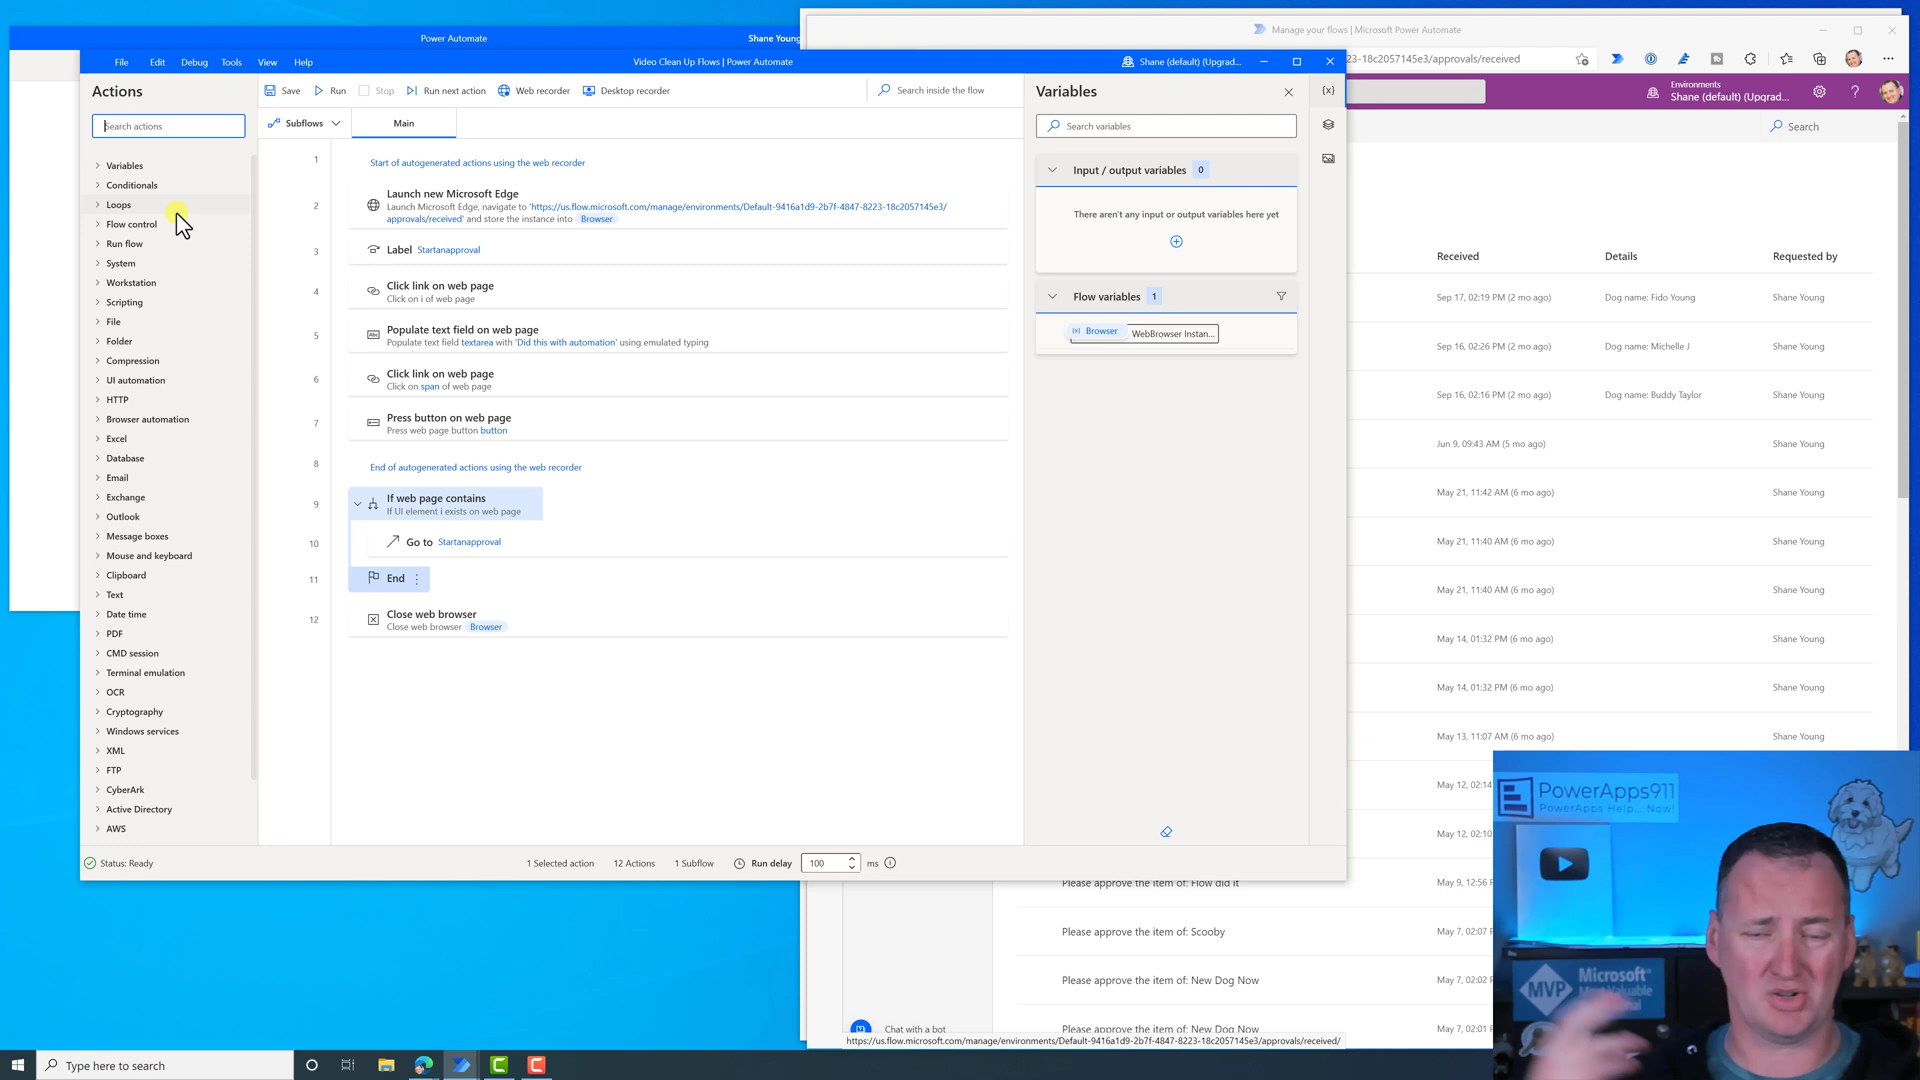 Power Automate
Shane Young
Manage your flows | Microsoft Power Automate
23-18c2057145e3/approvals/received
File
Edit
Debug
Tools
View
Help
Video Clean Up Flows | Power Automate
Shane (default) (Upgrad...
Environments
Shane (default) (Upgrad...
Search
Actions
Search actions
Variables
Conditionals
Loops
Flow control
Run flow
System
Workstation
Scripting
File
Folder
Compression
UI automation
HTTP
Browser automation
Excel
Database
Email
Exchange
Outlook
Message boxes
Mouse and keyboard
Clipboard
Text
Date time
PDF
CMD session
Terminal emulation
OCR
Cryptography
Windows services
XML
FTP
CyberArk
Active Directory
AWS
Save
Run
Stop
Run next action
Web recorder
Desktop recorder
Search inside the flow
Subflows
Main
1
Start of autogenerated actions using the web recorder
2
Launch new Microsoft Edge
Launch Microsoft Edge, navigate to 'https://us.flow.microsoft.com/manage/environments/Default-9416a1d9-2b7f-4847-8223-18c2057145e3/
approvals/received' and store the instance into Browser
3
Label Startanapproval
4
Click link on web page
Click on i of web page
5
Abc
Populate text field on web page
Populate text field textarea with 'Did this with automation' using emulated typing
6
Click link on web page
Click on span of web page
7
Press button on web page
Press web page button button
8
End of autogenerated actions using the web recorder
9
If web page contains
If UI element i exists on web page
10
Go to Startanapproval
11
End
12
Close web browser
Close web browser Browser
Variables
{x}
Search variables
Input / output variables 0
There aren't any input or output variables here yet
Flow variables 1
(x) Browser
WebBrowser Instan...
Status: Ready
1 Selected action
12 Actions
1 Subflow
Run delay
100
ms
Received
Details
Requested by
Sep 17, 02:19 PM (2 mo ago)
Dog name: Fido Young
Shane Young
Sep 16, 02:26 PM (2 mo ago)
Dog name: Michelle J
Shane Young
Sep 16, 02:16 PM (2 mo ago)
Dog name: Buddy Taylor
Shane Young
Jun 9, 09:43 AM (5 mo ago)
Shane Young
May 21, 11:42 AM (6 mo ago)
Shane Young
May 21, 11:40 AM (6 mo ago)
Shane Young
May 21, 11:40 AM (6 mo ago)
Shane Young
May 14, 01:32 PM (6 mo ago)
Shane Young
May 14, 01:32 PM (6 mo ago)
Shane Young
May 13, 11:07 AM (6 mo ago)
Shane Young
May 12, 02:14
May 12, 02:10
Please approve the item of: Flow did it
May 9, 12:56 P
Please approve the item of: Scooby
May 7, 02:07 P
Please approve the item of: New Dog Now
May 7, 02:02 P
Please approve the item of: New Dog Now
May 7, 02:01 P
Chat with a bot
https://us.flow.microsoft.com/manage/environments/Default-9416a1d9-2b7f-4847-8223-18c2057145e3/approvals/received/
PowerApps911
PowerApps Help... Now!
MVP
Microsoft
Type here to search